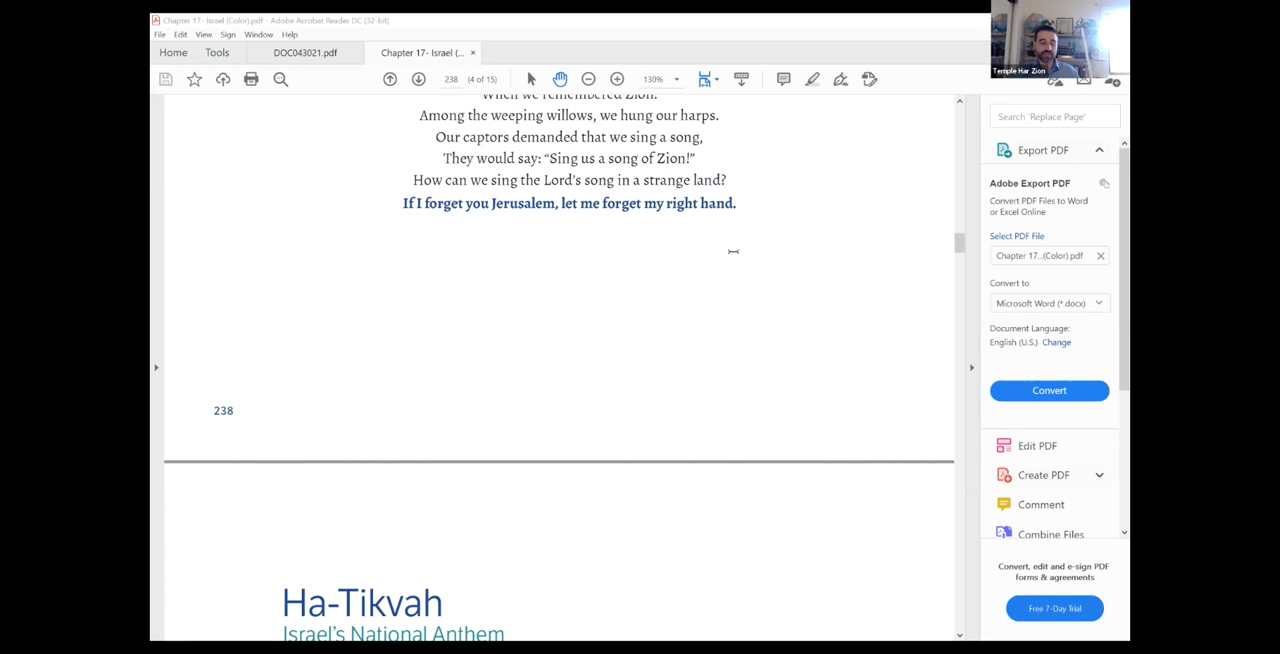 Chapter 17- Israel (Color).pdf - Adobe Acrobat Reader DC (32-bit)
File Edit View Sign Window Help
Home Tools DOC043021.pdf Chapter 17- Israel (... ×
238 (4 of 15) 130%
Temple Har Zion
When we remembered Zion.
Among the weeping willows, we hung our harps.
Our captors demanded that we sing a song,
They would say: “Sing us a song of Zion!”
How can we sing the Lord’s song in a strange land?
If I forget you Jerusalem, let me forget my right hand.
238
Ha-Tikvah
Israel’s National Anthem
Search 'Replace Page'
Export PDF
Adobe Export PDF
Convert PDF Files to Word
or Excel Online
Select PDF File
Chapter 17...(Color).pdf
Convert to
Microsoft Word (*.docx)
Document Language:
English (U.S.) Change
Convert
Edit PDF
Create PDF
Comment
Combine Files
Convert, edit and e-sign PDF
forms & agreements
Free 7-Day Trial